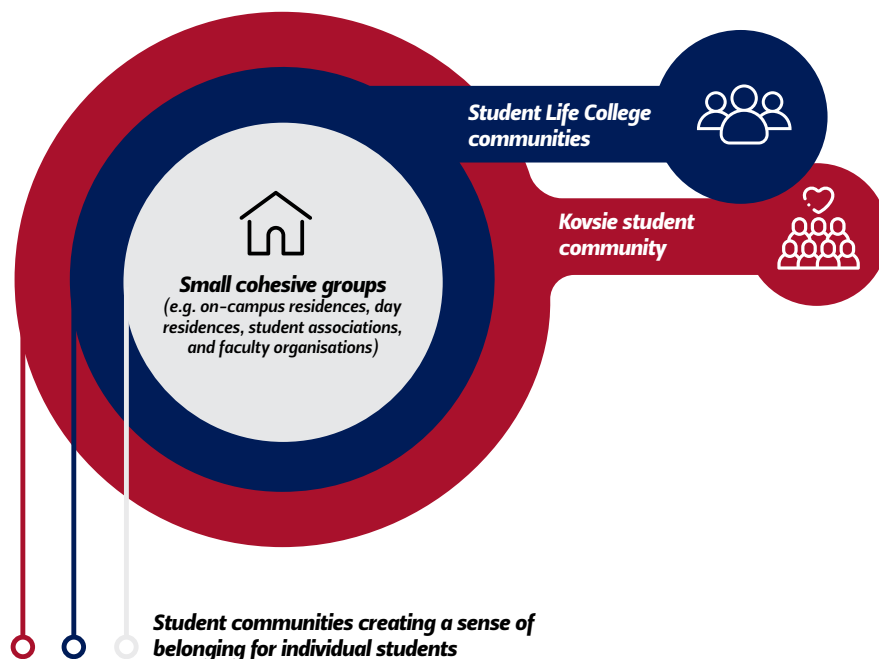 Student Life College
communities
Kovsie student
community
Small cohesive groups
(e.g. on-campus residences, day
residences, student associations,
and faculty organisations)
Student communities creating a sense of
belonging for individual students